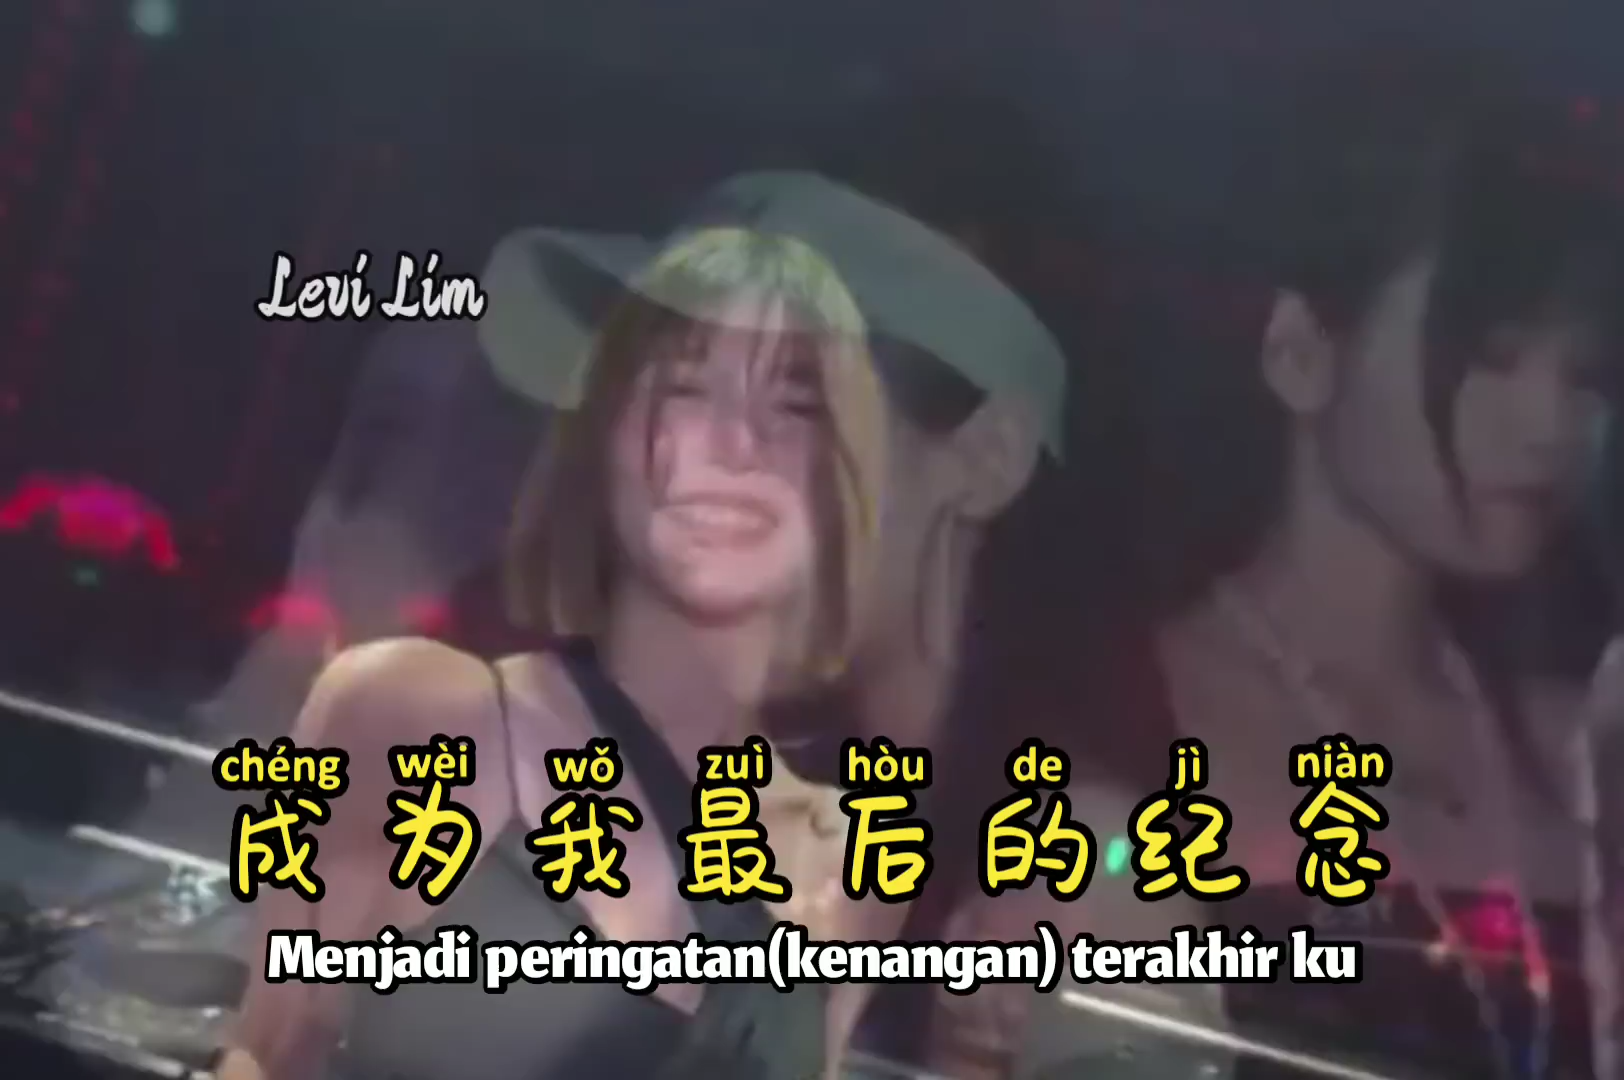 Levi Lim
chéng wèi wǒ zuì hòu de jì niàn
成为我最后的纪念
Menjadi peringatan(kenangan) terakhir ku